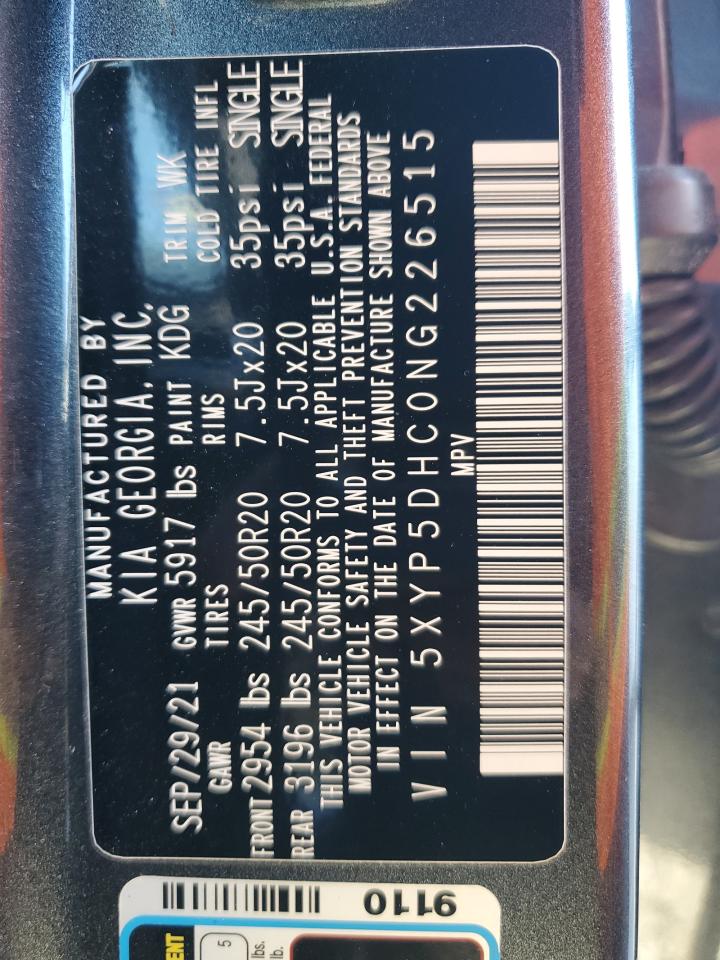 MANUFACTURED BY
KIA GEORGIA, INC.
SEP/29/21 GVWR 5917 lbs PAINT KDG TRIM WK
GAWR TIRES RIMS COLD TIRE INFL
FRONT 2954 lbs 245/50R20 7.5Jx20 35psi SINGLE
REAR 3196 lbs 245/50R20 7.5Jx20 35psi SINGLE
THIS VEHICLE CONFORMS TO ALL APPLICABLE U.S.A. FEDERAL
MOTOR VEHICLE SAFETY AND THEFT PREVENTION STANDARDS
IN EFFECT ON THE DATE OF MANUFACTURE SHOWN ABOVE
VIN 5XYP5DHC0NG226515
MPV
9110
5
lbs.
lb.